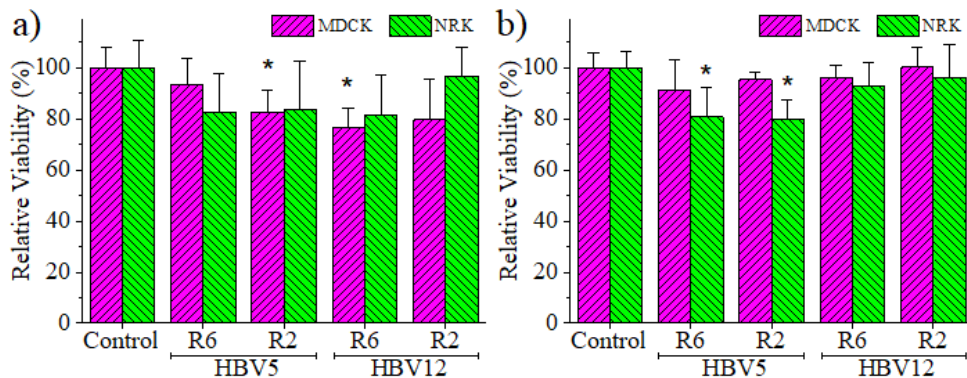 a)
MDCK NRK
Relative Viability (%)
100
80
60
40
20
0
*
*
Control R6 R2 R6 R2
HBV5 HBV12
b)
MDCK NRK
Relative Viability (%)
100
80
60
40
20
0
*
*
Control R6 R2 R6 R2
HBV5 HBV12